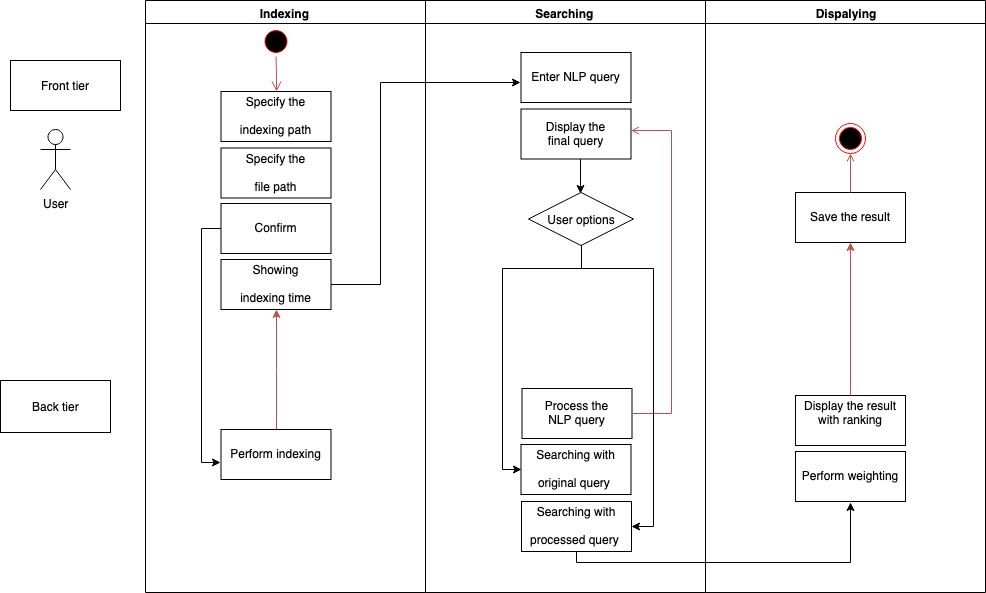 Indexing
Searching
Dispalying
Front tier
User
Back tier
Specify the
indexing path
Specify the
file path
Confirm
Showing
indexing time
Perform indexing
Enter NLP query
Display the
final query
User options
Process the
NLP query
Searching with
original query
Searching with
processed query
Save the result
Display the result
with ranking
Perform weighting